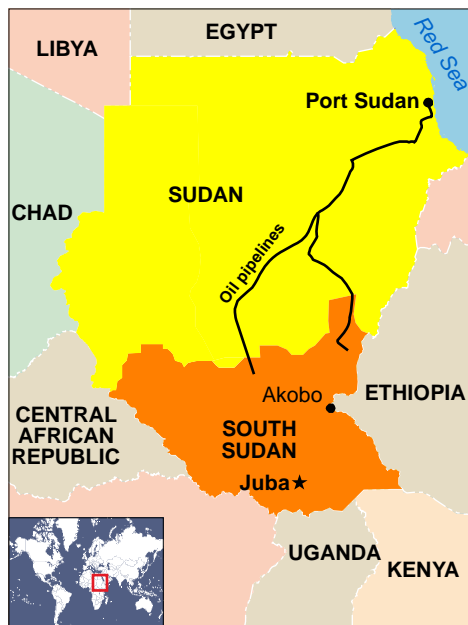 EGYPT
LIBYA
Red Sea
Port Sudan
SUDAN
CHAD
Oil pipelines
Akobo
ETHIOPIA
CENTRAL
AFRICAN
REPUBLIC
SOUTH
SUDAN
Juba
UGANDA
KENYA